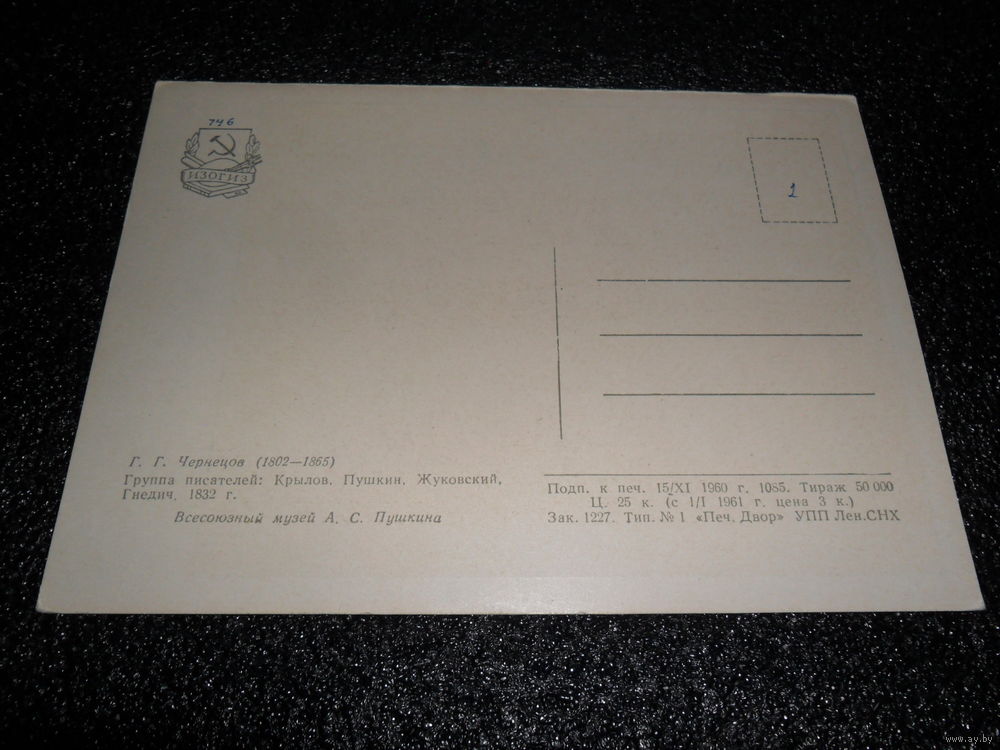 746
ИЗОГИЗ
1
Г. Г. Чернецов (1802—1865)
Группа писателей: Крылов, Пушкин, Жуковский,
Гнедич. 1832 г.
Всесоюзный музей А. С. Пушкина
Подп. к печ. 15/XI 1960 г. 1085. Тираж 50 000
Ц. 25 к. (с 1/I 1961 г. цена 3 к.)
Зак. 1227. Тип. № 1 «Печ. Двор» УПП Лен.СНХ
www.ay.by